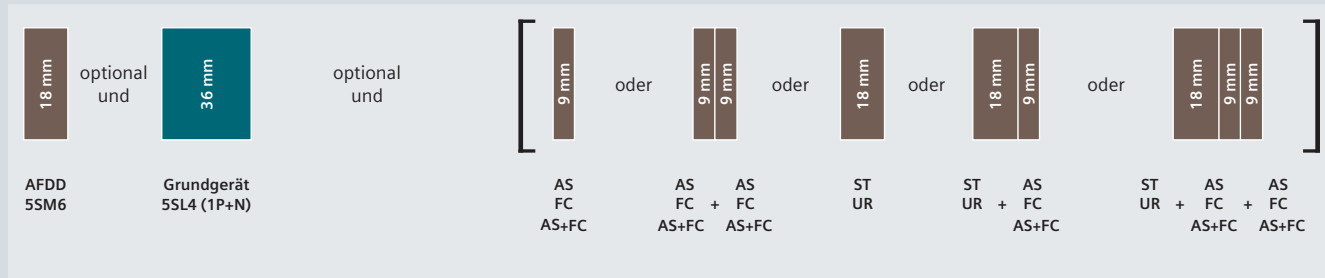 18 mm
optional
und
36 mm
optional
und
9 mm
oder
9 mm
9 mm
oder
18 mm
oder
18 mm
9 mm
oder
18 mm
9 mm
9 mm
AFDD
5SM6
Grundgerät
5SL4 (1P+N)
AS
FC
AS+FC
AS AS
FC + FC
AS+FC AS+FC
ST
UR
ST AS
UR + FC
AS+FC
ST AS AS
UR + FC + FC
AS+FC AS+FC